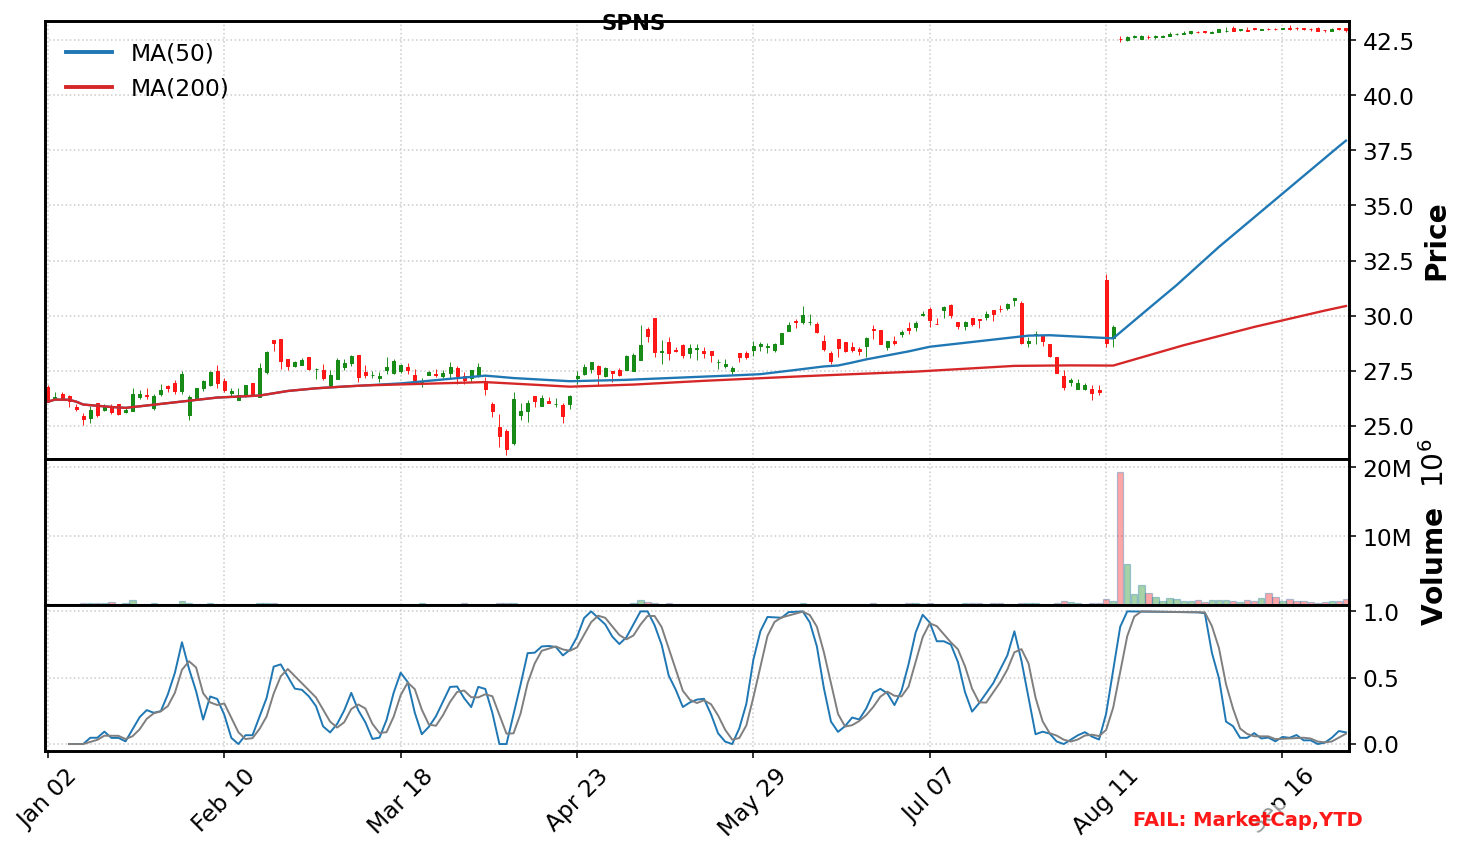 SPNS
MA(50)
MA(200)
42.5
40.0
37.5
35.0
32.5
30.0
27.5
25.0
Price
20M
10M
Volume 10^6
1.0
0.5
0.0
Jan 02
Feb 10
Mar 18
Apr 23
May 29
Jul 07
Aug 11
Sep 16
FAIL: MarketCap,YTD